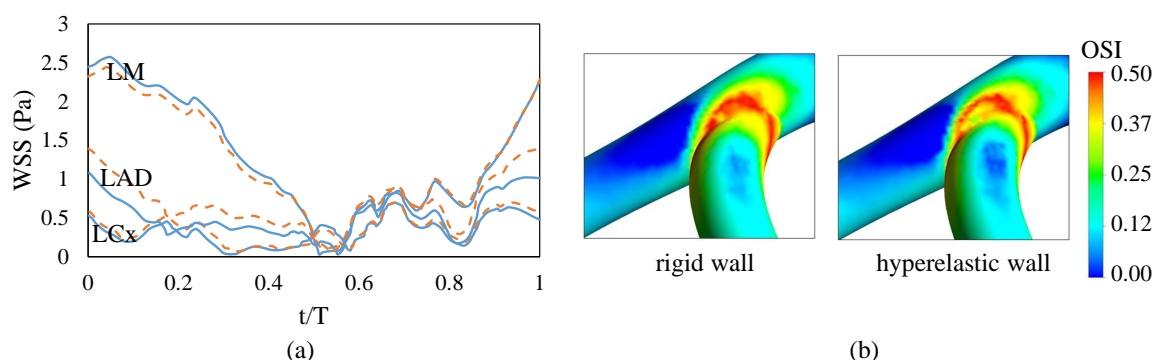 3
2.5
2
1.5
1
0.5
0
WSS (Pa)
LM
LAD
LCx
0 0.2 0.4 0.6 0.8 1
t/T
(a)
OSI
0.50
0.37
0.25
0.12
0.00
rigid wall
hyperelastic wall
(b)